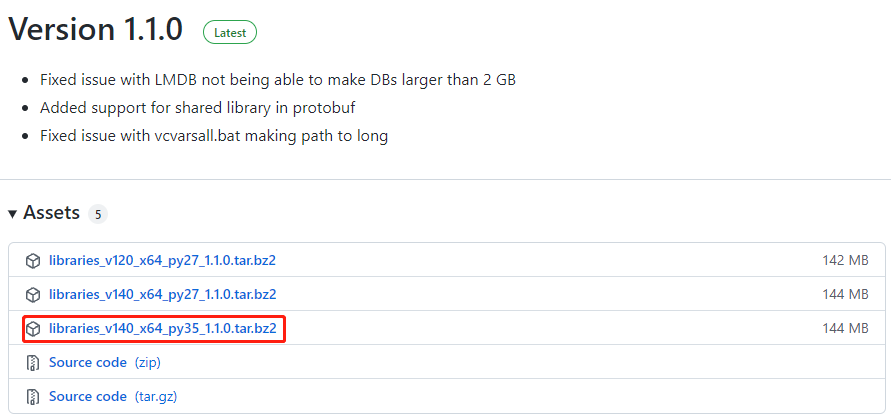 Version 1.1.0 Latest
Fixed issue with LMDB not being able to make DBs larger than 2 GB
Added support for shared library in protobuf
Fixed issue with vcvarsall.bat making path to long
Assets 5
libraries_v120_x64_py27_1.1.0.tar.bz2 142 MB
libraries_v140_x64_py27_1.1.0.tar.bz2 144 MB
libraries_v140_x64_py35_1.1.0.tar.bz2 144 MB
Source code (zip)
Source code (tar.gz)